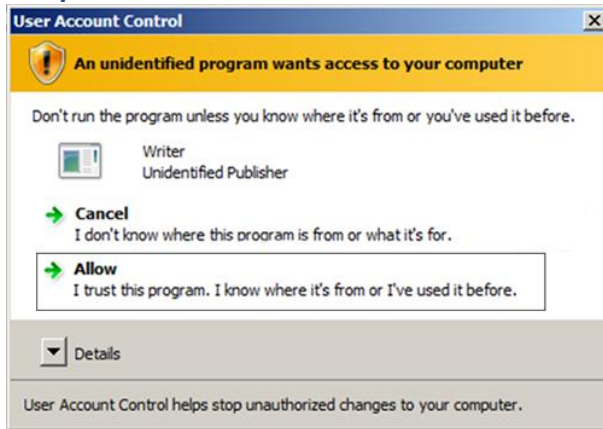 User Account Control
An unidentified program wants access to your computer
Don't run the program unless you know where it's from or you've used it before.
Writer
Unidentified Publisher
Cancel
I don't know where this program is from or what it's for.
Allow
I trust this program. I know where it's from or I've used it before.
Details
User Account Control helps stop unauthorized changes to your computer.